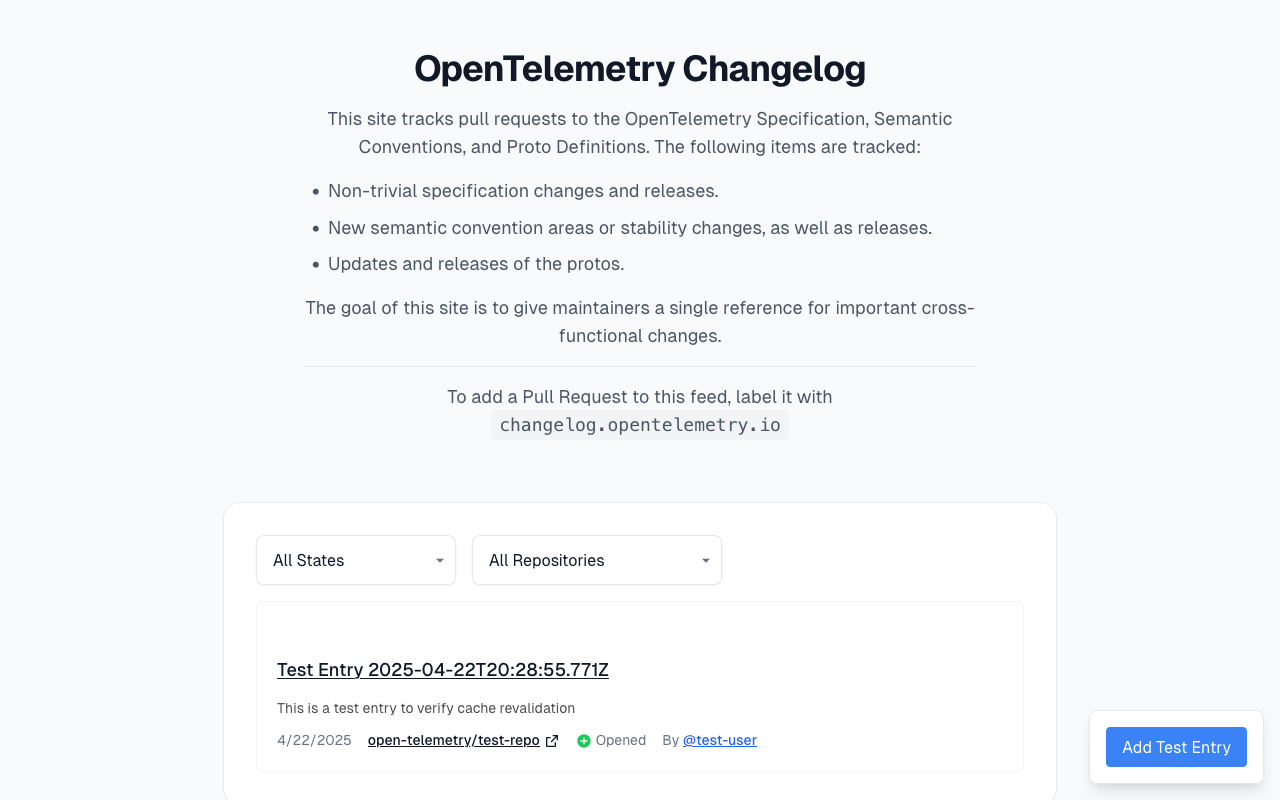 OpenTelemetry Changelog
This site tracks pull requests to the OpenTelemetry Specification, Semantic
Conventions, and Proto Definitions. The following items are tracked:
• Non-trivial specification changes and releases.
• New semantic convention areas or stability changes, as well as releases.
• Updates and releases of the protos.
The goal of this site is to give maintainers a single reference for important cross-
functional changes.
To add a Pull Request to this feed, label it with
changelog.opentelemetry.io
All States All Repositories
Test Entry 2025-04-22T20:28:55.771Z
This is a test entry to verify cache revalidation
4/22/2025 open-telemetry/test-repo Opened By @test-user
Add Test Entry